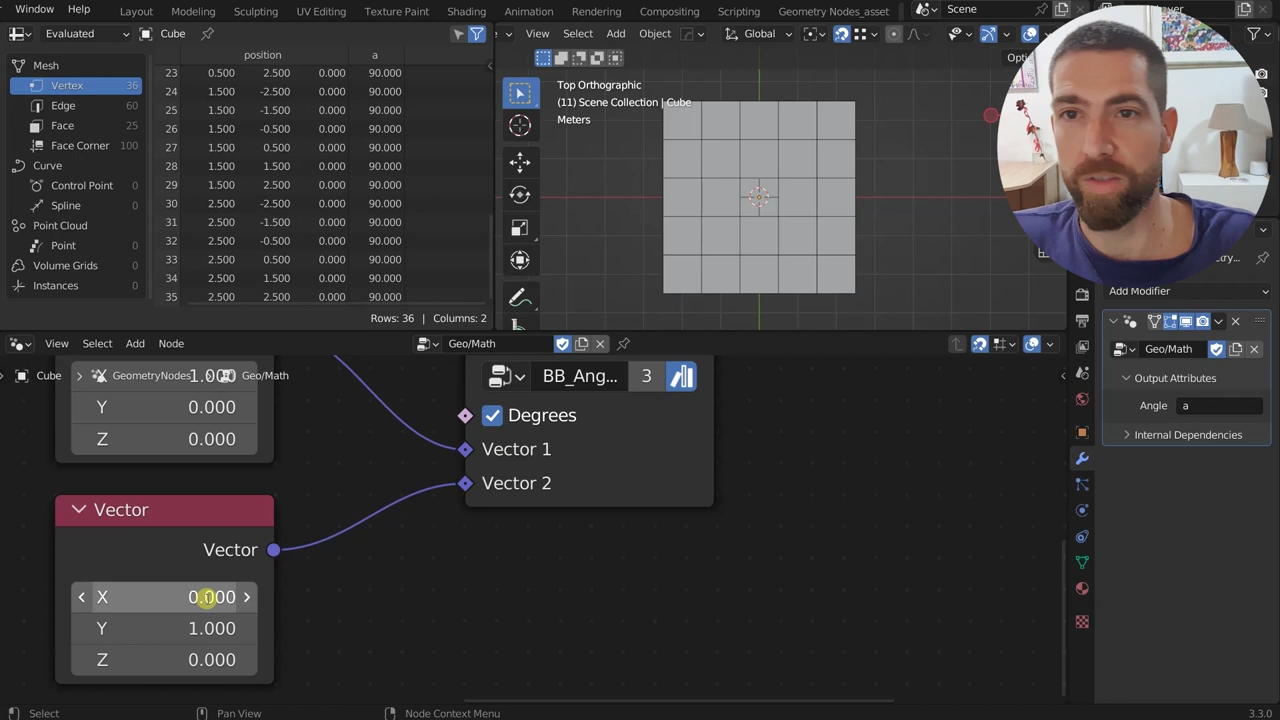 Window Help Layout Modeling Sculpting UV Editing Texture Paint Shading Animation Rendering Compositing Scripting Geometry Nodes_asset Scene
Evaluated Cube View Select Add Object Global
Opti
Mesh
Vertex 36
Edge 60
Face 25
Face Corner 100
Curve
Control Point 0
Spline 0
Point Cloud
Point 0
Volume Grids 0
Instances 0
position a
23 0.500 2.500 0.000 90.000
24 1.500 -2.500 0.000 90.000
25 1.500 -1.500 0.000 90.000
26 1.500 -0.500 0.000 90.000
27 1.500 0.500 0.000 90.000
28 1.500 1.500 0.000 90.000
29 1.500 2.500 0.000 90.000
30 2.500 -2.500 0.000 90.000
31 2.500 -1.500 0.000 90.000
32 2.500 -0.500 0.000 90.000
33 2.500 0.500 0.000 90.000
34 2.500 1.500 0.000 90.000
35 2.500 2.500 0.000 90.000
Rows: 36 | Columns: 2
Top Orthographic
(11) Scene Collection | Cube
Meters
Add Modifier
Geo/Math
Output Attributes
Angle a
Internal Dependencies
View Select Add Node Geo/Math
Cube GeometryNodes Geo/Math
X 1.000
Y 0.000
Z 0.000
BB_Ang... 3
Degrees
Vector 1
Vector 2
Vector
Vector
X 0.000
Y 1.000
Z 0.000
Select Pan View Node Context Menu 3.3.0